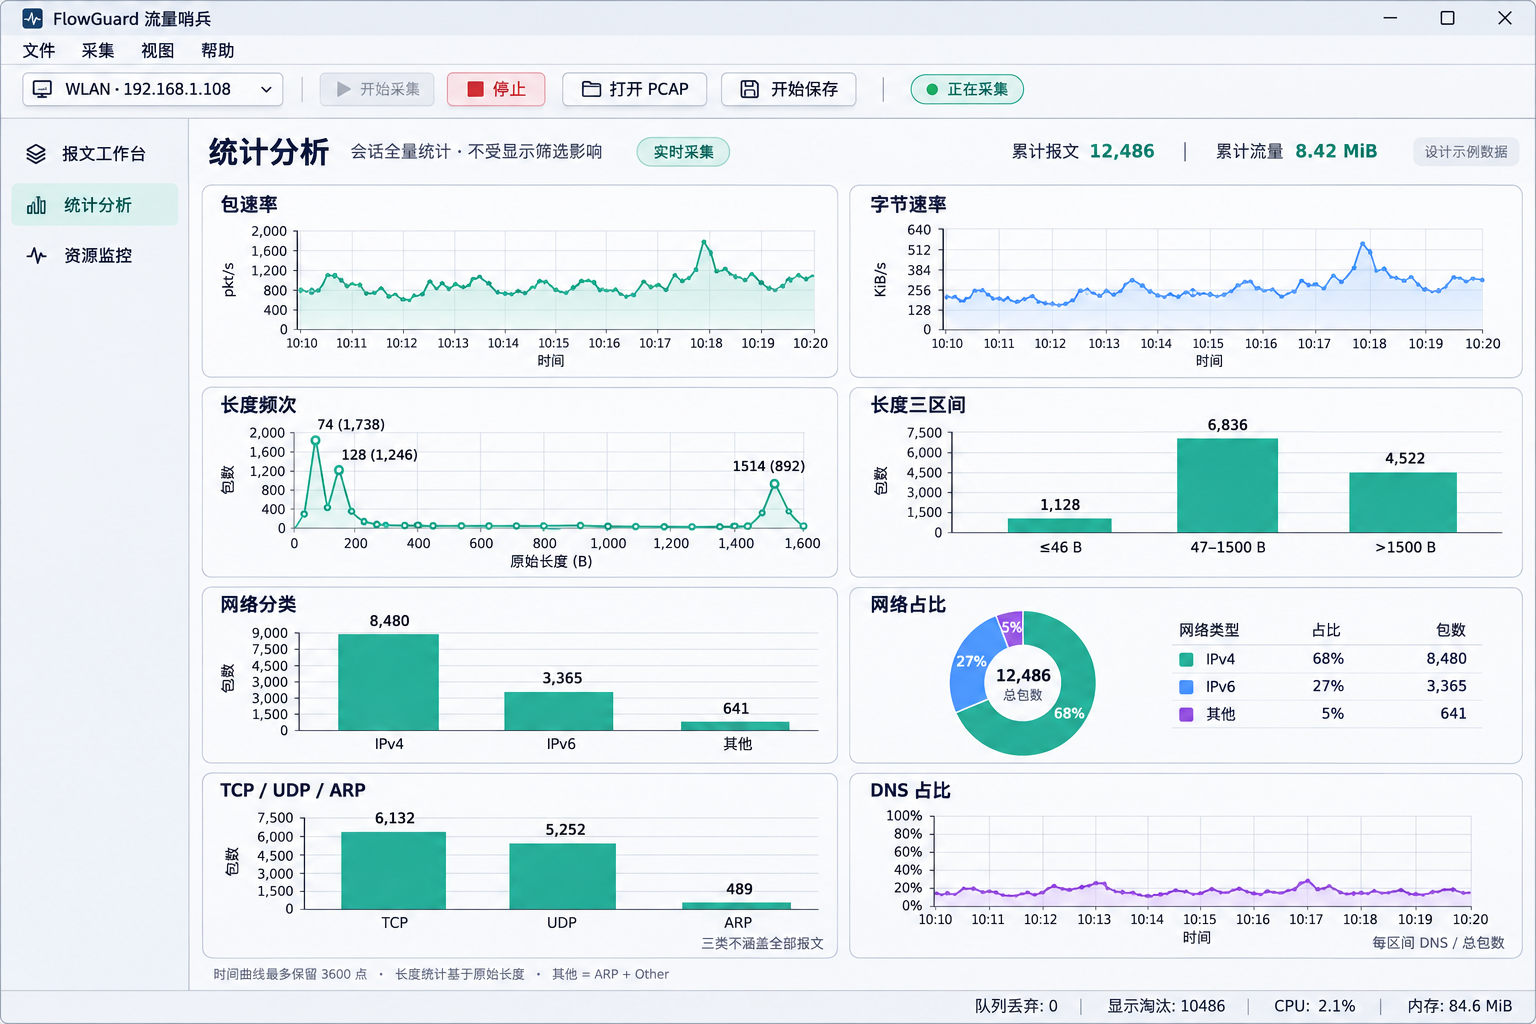 FlowGuard 流量哨兵
文件 采集 视图 帮助
WLAN · 192.168.1.108 开始采集 停止 打开 PCAP 开始保存 正在采集
报文工作台
统计分析
资源监控
统计分析 会话全量统计 · 不受显示筛选影响 实时采集 累计报文 12,486 累计流量 8.42 MiB 设计示例数据
包速率
pkt/s
2,000
1,600
1,200
800
400
0
10:10 10:11 10:12 10:13 10:14 10:15 10:16 10:17 10:18 10:19 10:20
时间
字节速率
KiB/s
640
512
384
256
128
0
10:10 10:11 10:12 10:13 10:14 10:15 10:16 10:17 10:18 10:19 10:20
时间
长度频次
包数
74 (1,738)
128 (1,246)
1514 (892)
2,000
1,600
1,200
800
400
0
0 200 400 600 800 1,000 1,200 1,400 1,600
原始长度 (B)
长度三区间
包数
7,500
6,000
4,500
3,000
1,500
0
1,128 6,836 4,522
≤46 B 47–1500 B >1500 B
网络分类
包数
9,000
7,500
4,500
3,000
3,000
1,500
0
8,480 3,365 641
IPv4 IPv6 其他
网络占比
5%
27%
68%
12,486
总包数
网络类型 占比 包数
IPv4 68% 8,480
IPv6 27% 3,365
其他 5% 641
TCP / UDP / ARP
包数
7,500
6,000
4,500
3,000
1,500
0
6,132 5,252 489
TCP UDP ARP
三类不涵盖全部报文
DNS 占比
100%
80%
60%
40%
20%
0%
10:10 10:11 10:12 10:13 10:14 10:15 10:16 10:17 10:18 10:19 10:20
时间
每区间 DNS / 总包数
时间曲线最多保留 3600 点 · 长度统计基于原始长度 · 其他 = ARP + Other
队列丢弃: 0 | 显示淘汰: 10486 | CPU: 2.1% | 内存: 84.6 MiB